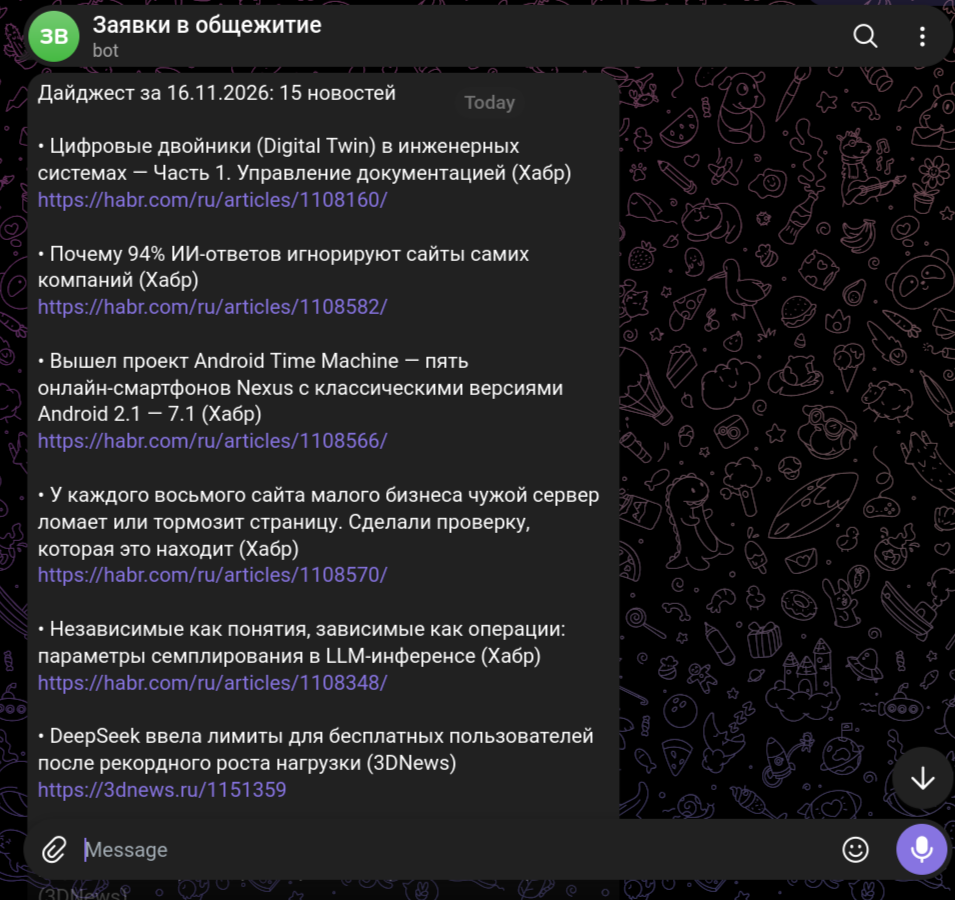 ЗВ
Заявки в общежитие
bot
Дайджест за 16.11.2026: 15 новостей
Today
• Цифровые двойники (Digital Twin) в инженерных
системах — Часть 1. Управление документацией (Хабр)
https://habr.com/ru/articles/1108160/
• Почему 94% ИИ-ответов игнорируют сайты самих
компаний (Хабр)
https://habr.com/ru/articles/1108582/
• Вышел проект Android Time Machine — пять
онлайн-смартфонов Nexus с классическими версиями
Android 2.1 — 7.1 (Хабр)
https://habr.com/ru/articles/1108566/
• У каждого восьмого сайта малого бизнеса чужой сервер
ломает или тормозит страницу. Сделали проверку,
которая это находит (Хабр)
https://habr.com/ru/articles/1108570/
• Независимые как понятия, зависимые как операции:
параметры семплирования в LLM-инференсе (Хабр)
https://habr.com/ru/articles/1108348/
• DeepSeek ввела лимиты для бесплатных пользователей
после рекордного роста нагрузки (3DNews)
https://3dnews.ru/1151359
Message
(3DNews)